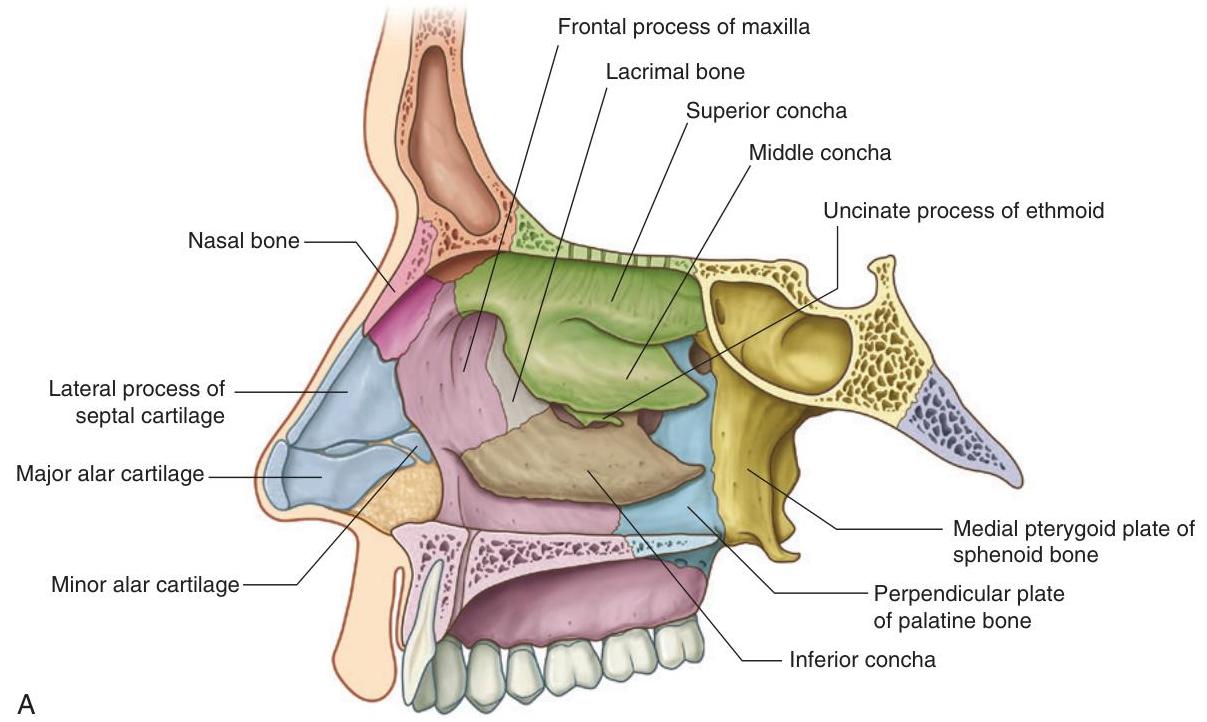 Frontal process of maxilla
Lacrimal bone
Superior concha
Middle concha
Uncinate process of ethmoid
Nasal bone
Lateral process of
septal cartilage
Major alar cartilage
Medial pterygoid plate of
sphenoid bone
Minor alar cartilage
Perpendicular plate
of palatine bone
Inferior concha
A